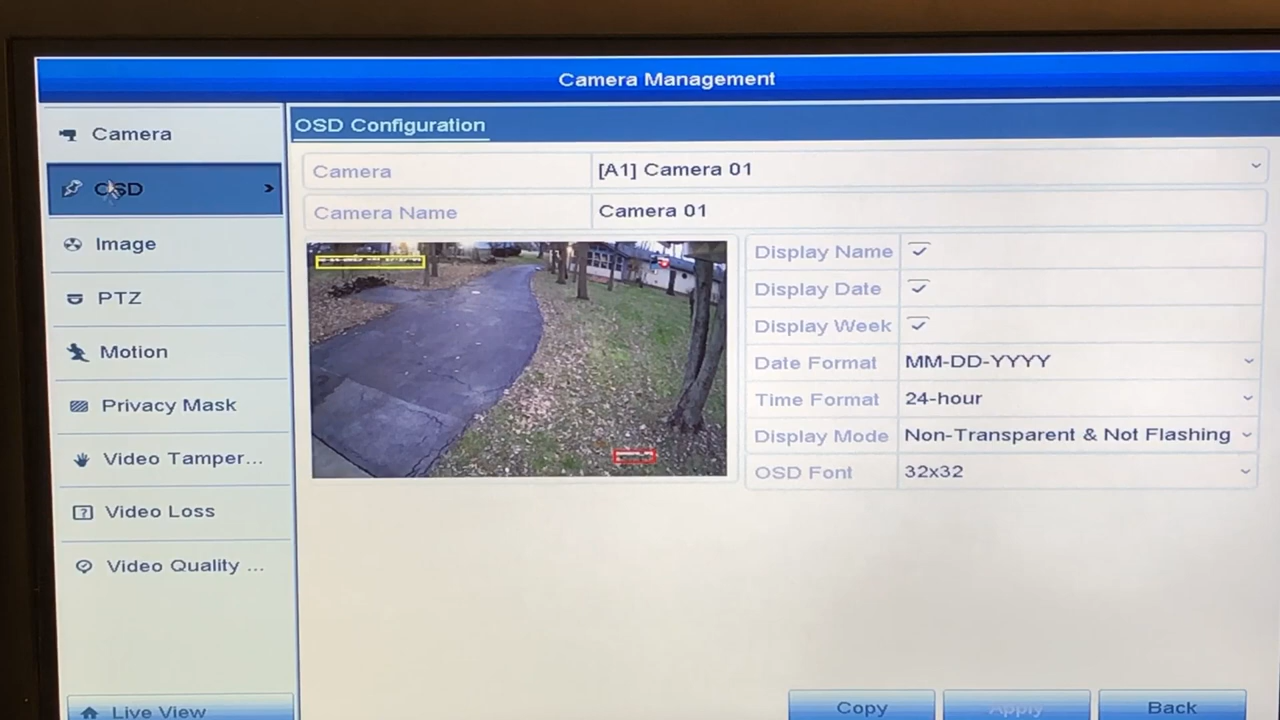 Camera Management
Camera
OSD
Image
PTZ
Motion
Privacy Mask
Video Tamper...
Video Loss
Video Quality ...
Live View
OSD Configuration
Camera [A1] Camera 01
Camera Name Camera 01
Display Name
Display Date
Display Week
Date Format MM-DD-YYYY
Time Format 24-hour
Display Mode Non-Transparent & Not Flashing
OSD Font 32x32
Copy Apply Back